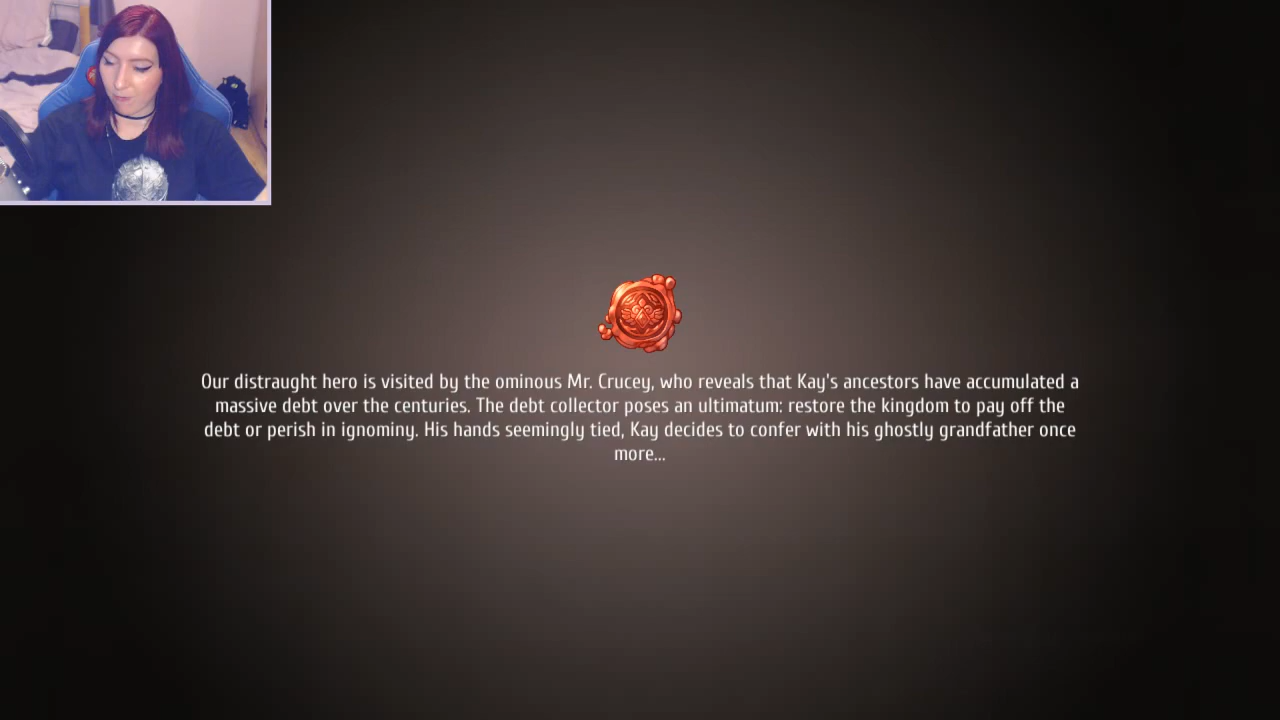 Our distraught hero is visited by the ominous Mr. Crucey, who reveals that Kay's ancestors have accumulated a
massive debt over the centuries. The debt collector poses an ultimatum: restore the kingdom to pay off the
debt or perish in ignominy. His hands seemingly tied, Kay decides to confer with his ghostly grandfather once
more...